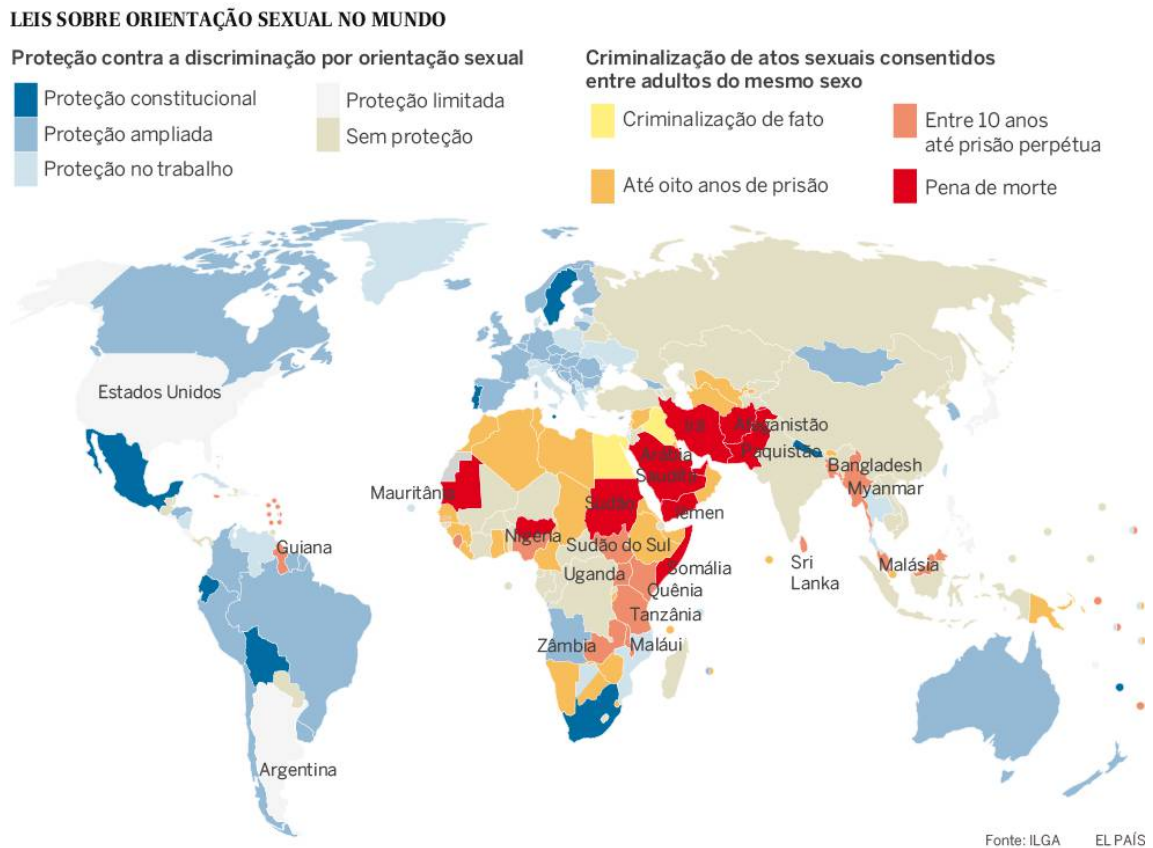 LEIS SOBRE ORIENTAÇÃO SEXUAL NO MUNDO
Proteção contra a discriminação por orientação sexual
Proteção constitucional
Proteção ampliada
Proteção no trabalho
Proteção limitada
Sem proteção
Criminalização de atos sexuais consentidos
entre adultos do mesmo sexo
Criminalização de fato
Até oito anos de prisão
Entre 10 anos
até prisão perpétua
Pena de morte
Estados Unidos
Irã
Afeganistão
Arábia
Saudita
Paquistão
Bangladesh
Myanmar
Mauritânia
Sudão
Iêmen
Nigéria
Sudão do Sul
Guiana
Uganda
Somália
Quênia
Sri
Lanka
Malásia
Tanzânia
Zâmbia
Maláui
Argentina
Fonte: ILGA
EL PAÍS